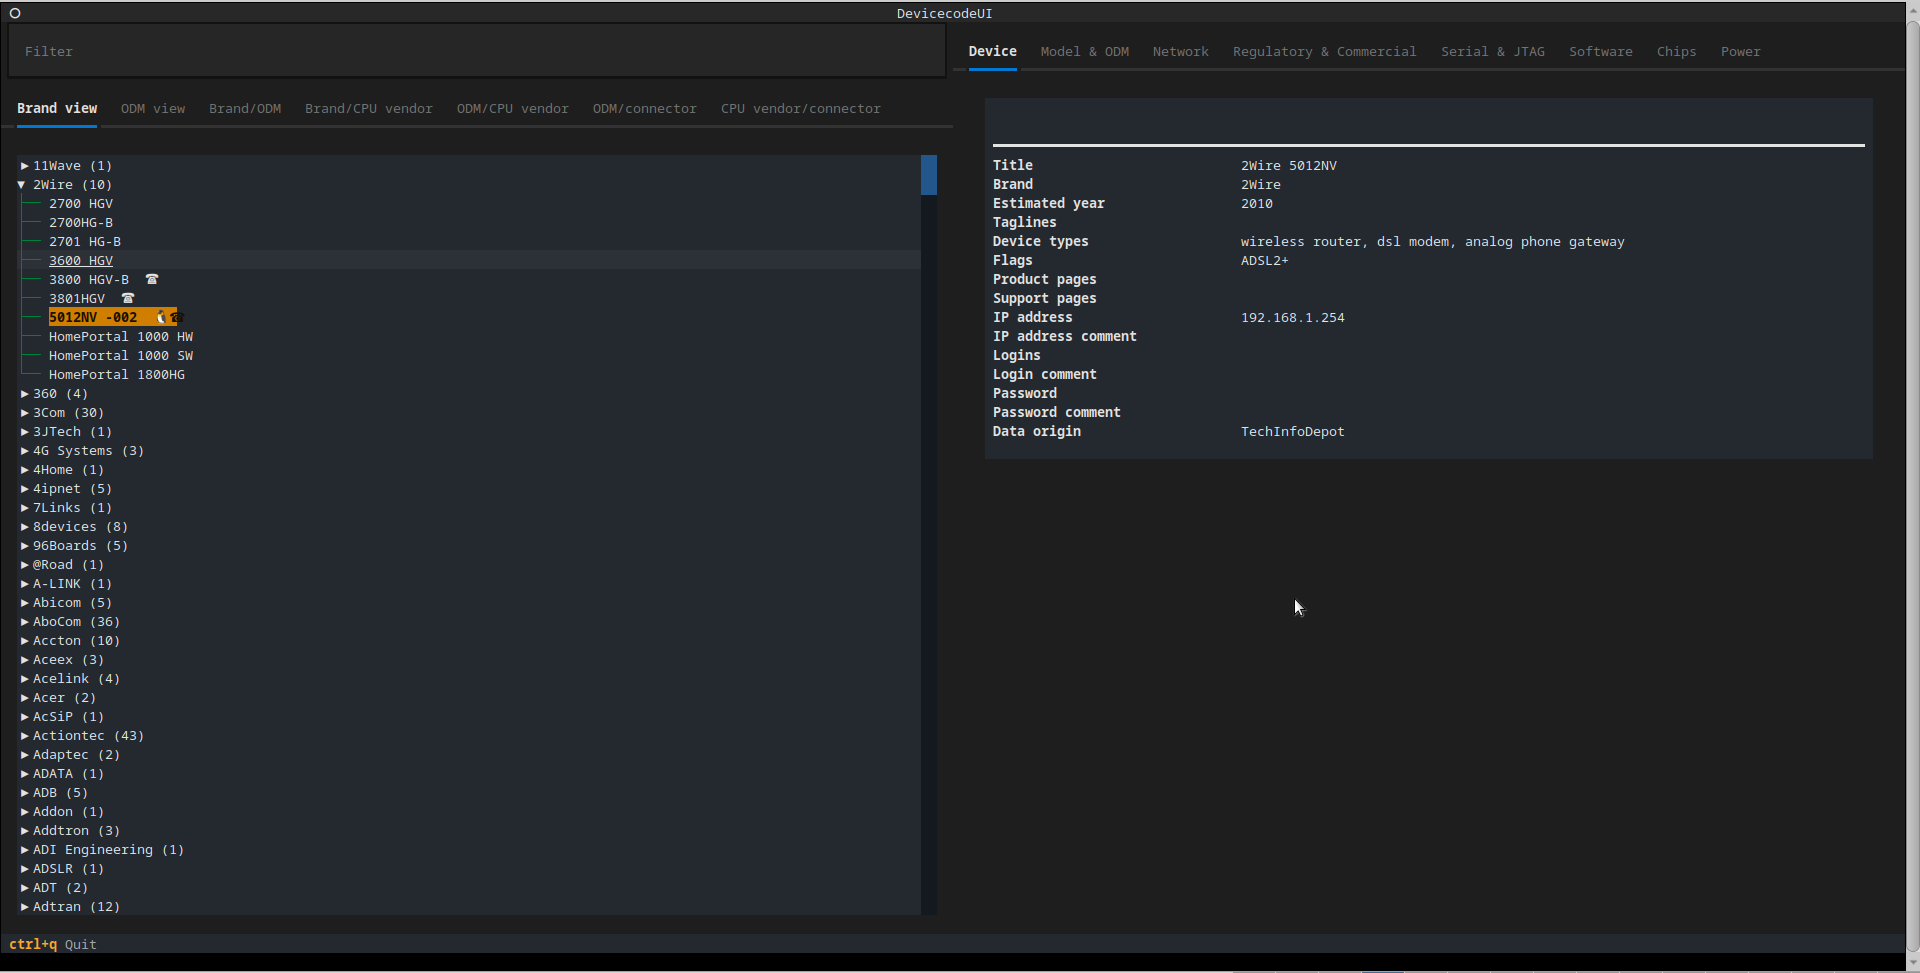 DevicecodeUI
Filter
Brand view ODM view Brand/ODM Brand/CPU vendor ODM/CPU vendor ODM/connector CPU vendor/connector
▶ 11Wave (1)
▼ 2Wire (10)
2700 HGV
2700HG-B
2701 HG-B
3600 HGV
3800 HGV-B ☎
3801HGV ☎
5012NV -002 🐧☎
HomePortal 1000 HW
HomePortal 1000 SW
HomePortal 1800HG
▶ 360 (4)
▶ 3Com (30)
▶ 3JTech (1)
▶ 4G Systems (3)
▶ 4Home (1)
▶ 4ipnet (5)
▶ 7Links (1)
▶ 8devices (8)
▶ 96Boards (5)
▶ @Road (1)
▶ A-LINK (1)
▶ Abicom (5)
▶ AboCom (36)
▶ Accton (10)
▶ Aceex (3)
▶ Acelink (4)
▶ Acer (2)
▶ AcSiP (1)
▶ Actiontec (43)
▶ Adaptec (2)
▶ ADATA (1)
▶ ADB (5)
▶ Addon (1)
▶ Addtron (3)
▶ ADI Engineering (1)
▶ ADSLR (1)
▶ ADT (2)
▶ Adtran (12)
Device Model & ODM Network Regulatory & Commercial Serial & JTAG Software Chips Power
Title 2Wire 5012NV
Brand 2Wire
Estimated year 2010
Taglines
Device types wireless router, dsl modem, analog phone gateway
Flags ADSL2+
Product pages
Support pages
IP address 192.168.1.254
IP address comment
Logins
Login comment
Password
Password comment
Data origin TechInfoDepot
ctrl+q Quit